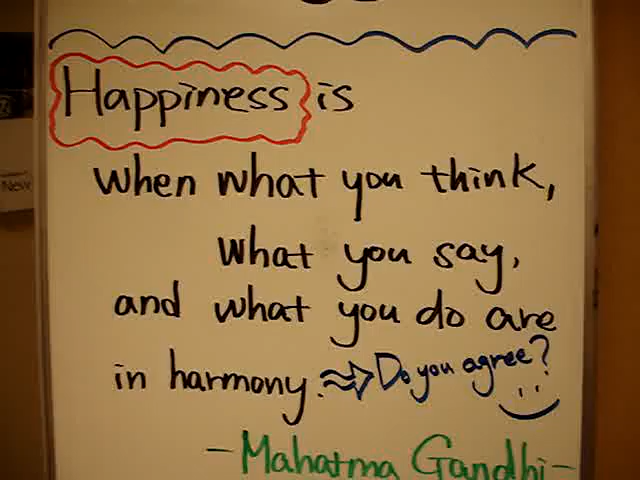 Happiness is
when what you think,
what you say,
and what you do are
in harmony. ⇒ Do you agree?
- Mahatma Gandhi -
New